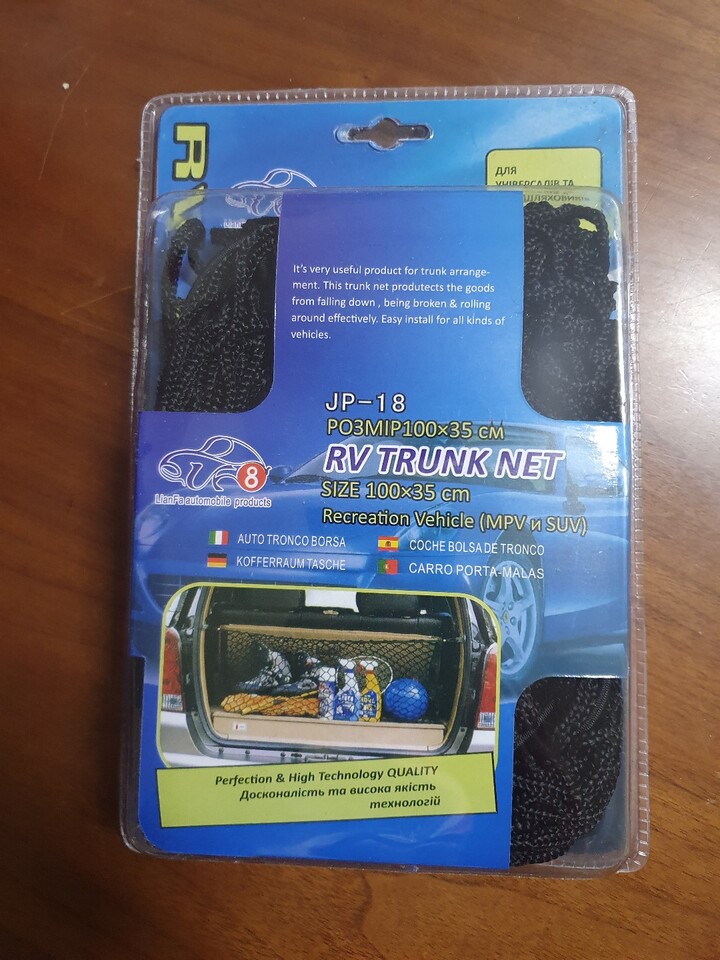 ДЛЯ
УНІВЕРСАЛІВ ТА
It's very useful product for trunk arrange-
ment. This trunk net produtects the goods
from falling down , being broken & rolling
around effectively. Easy install for all kinds of
vehicles.
JP-18
РОЗМІР100×35 см
RV TRUNK NET
SIZE 100×35 cm
Recreation Vehicle (MPV и SUV)
8
LianFa automobile products
AUTO TRONCO BORSA
COCHE BOLSA DE TRONCO
KOFFERRAUM TASCHE
CARRO PORTA-MALAS
Perfection & High Technology QUALITY
Досконалість та висока якість
технологій